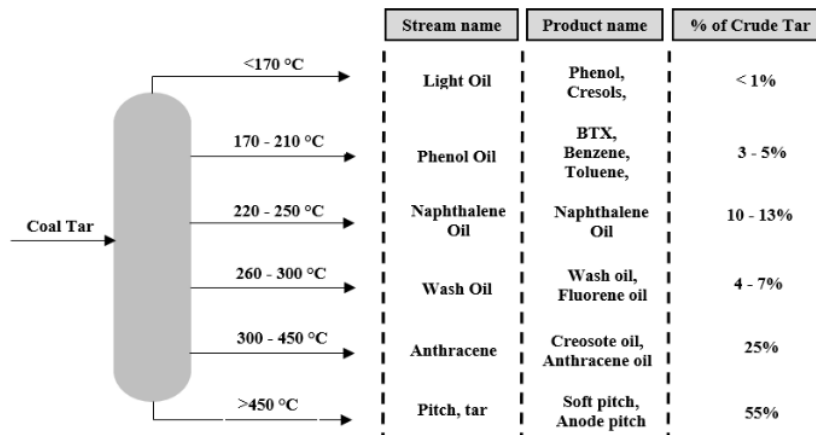 Stream name
Product name
% of Crude Tar
<170 °C
Light Oil
Phenol,
Cresols,
< 1%
170 - 210 °C
Phenol Oil
BTX,
Benzene,
Toluene,
3 - 5%
Coal Tar
220 - 250 °C
Naphthalene
Oil
Naphthalene
Oil
10 - 13%
260 - 300 °C
Wash Oil
Wash oil,
Fluorene oil
4 - 7%
300 - 450 °C
Anthracene
Creosote oil,
Anthracene oil
25%
>450 °C
Pitch, tar
Soft pitch,
Anode pitch
55%